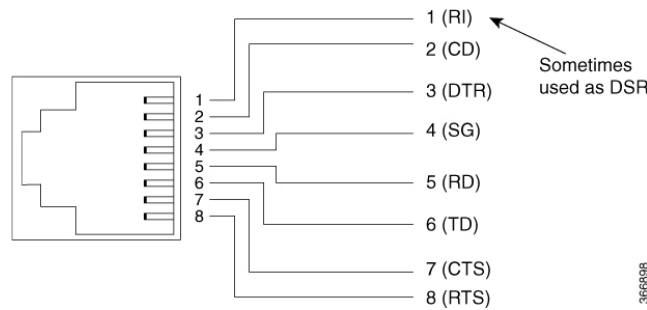 1 (RI)
2 (CD)
Sometimes
used as DSR
3 (DTR)
4 (SG)
5 (RD)
6 (TD)
7 (CTS)
8 (RTS)
1
2
3
4
5
6
7
8
366898